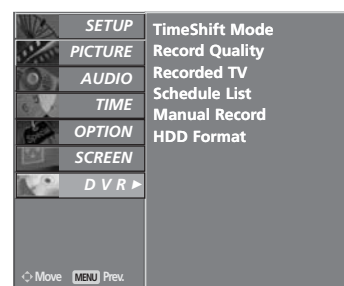 SETUP
PICTURE
AUDIO
TIME
OPTION
SCREEN
D V R ►
TimeShift Mode
Record Quality
Recorded TV
Schedule List
Manual Record
HDD Format
Move MENU Prev.